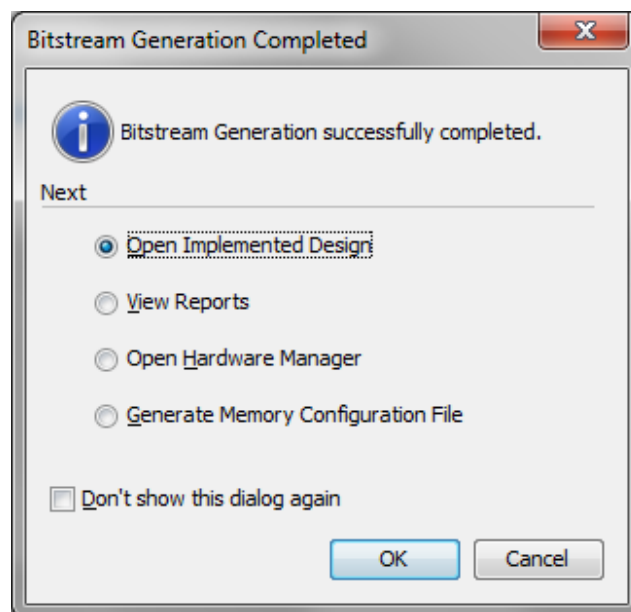 Bitstream Generation Completed
Bitstream Generation successfully completed.
Next
Open Implemented Design
View Reports
Open Hardware Manager
Generate Memory Configuration File
Don't show this dialog again
OK Cancel